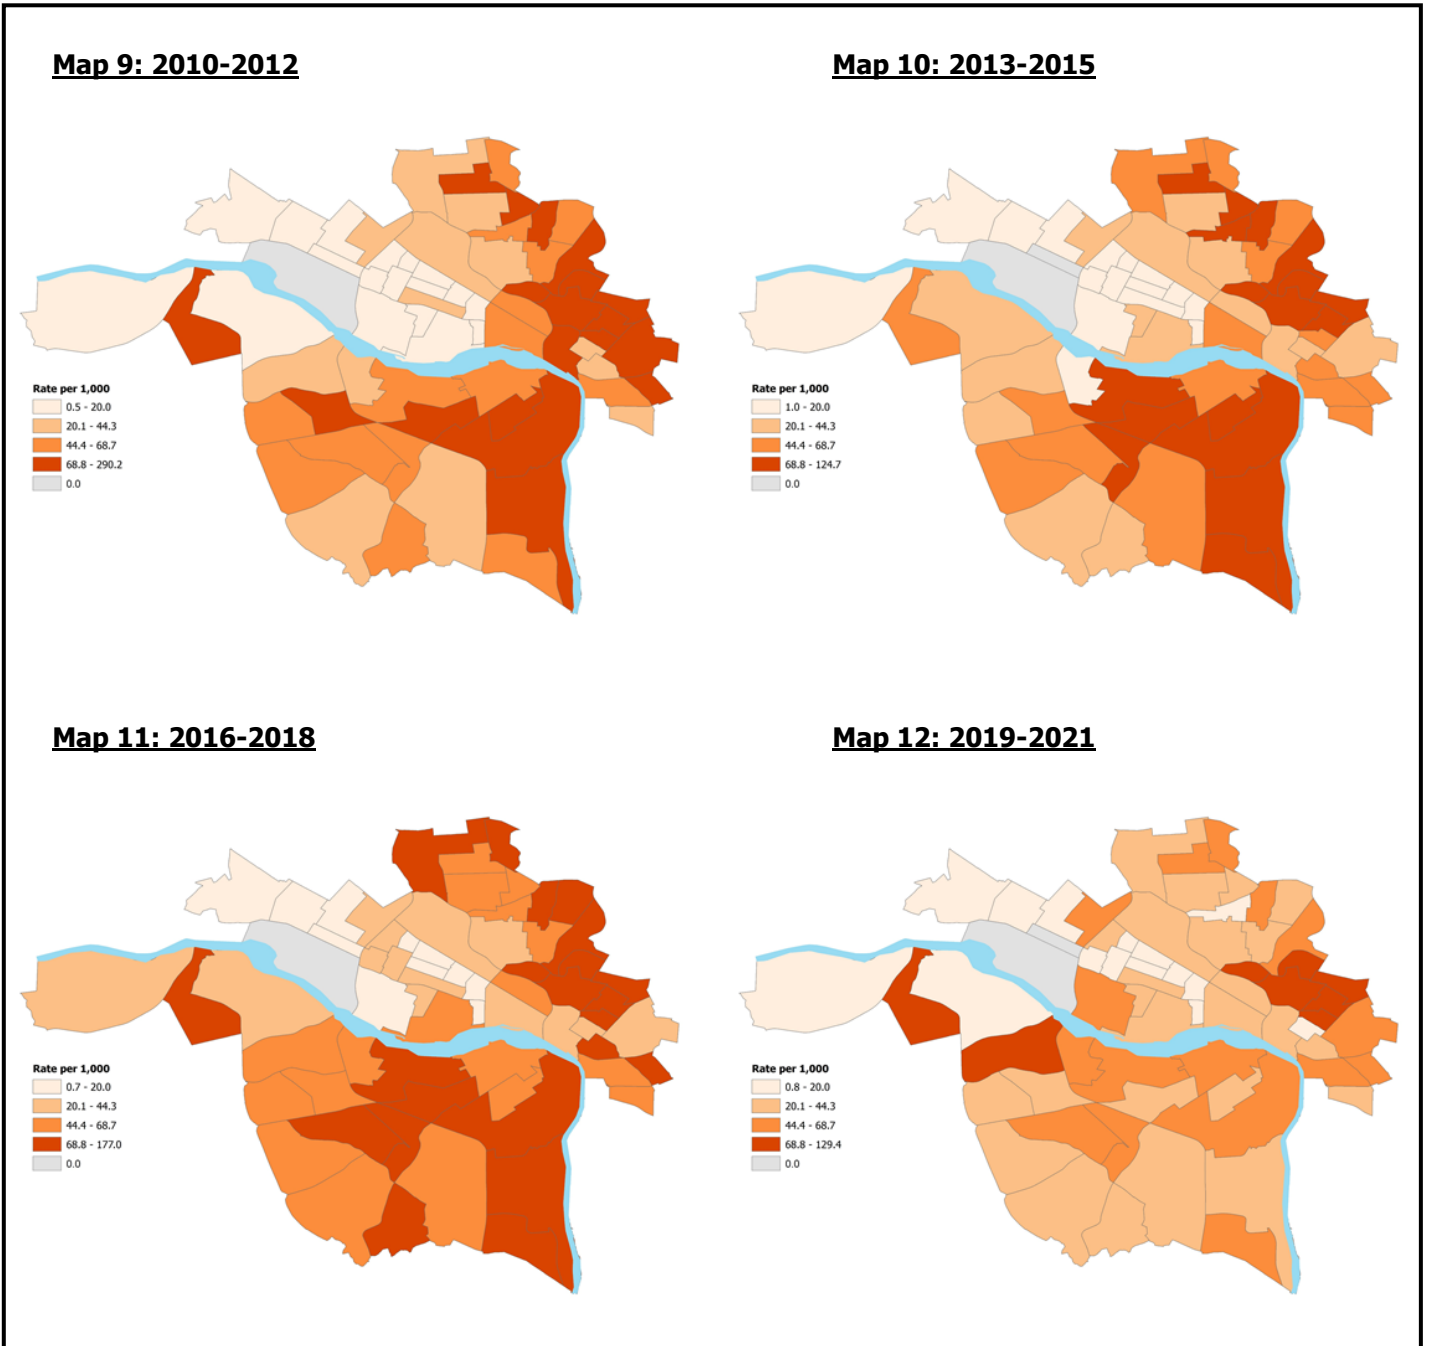 Map 9: 2010-2012
Map 10: 2013-2015
Rate per 1,000
0.5 - 20.0
20.1 - 44.3
44.4 - 68.7
68.8 - 290.2
0.0
Rate per 1,000
1.0 - 20.0
20.1 - 44.3
44.4 - 68.7
68.8 - 124.7
0.0
Map 11: 2016-2018
Map 12: 2019-2021
Rate per 1,000
0.7 - 20.0
20.1 - 44.3
44.4 - 68.7
68.8 - 177.0
0.0
Rate per 1,000
0.8 - 20.0
20.1 - 44.3
44.4 - 68.7
68.8 - 129.4
0.0